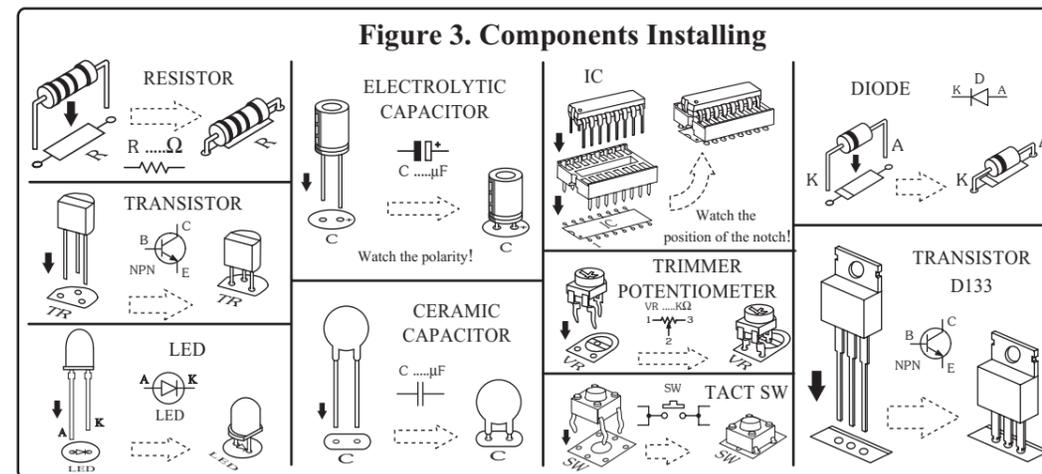 Figure 3. Components Installing
RESISTOR
R
R .....Ω
R
TRANSISTOR
C
B
NPN
E
TR
TR
LED
A
K
LED
A
K
LED
LED
ELECTROLYTIC
CAPACITOR
+
C .....µF
+
C
+
C
Watch the polarity!
CERAMIC
CAPACITOR
C .....µF
C
C
IC
IC
1
Watch the
position of the notch!
TRIMMER
POTENTIOMETER
VR .....KΩ
1
3
2
VR
VR
TACT SW
SW
SW
SW
DIODE
D
K
A
A
K
A
K
TRANSISTOR
D133
C
B
NPN
E